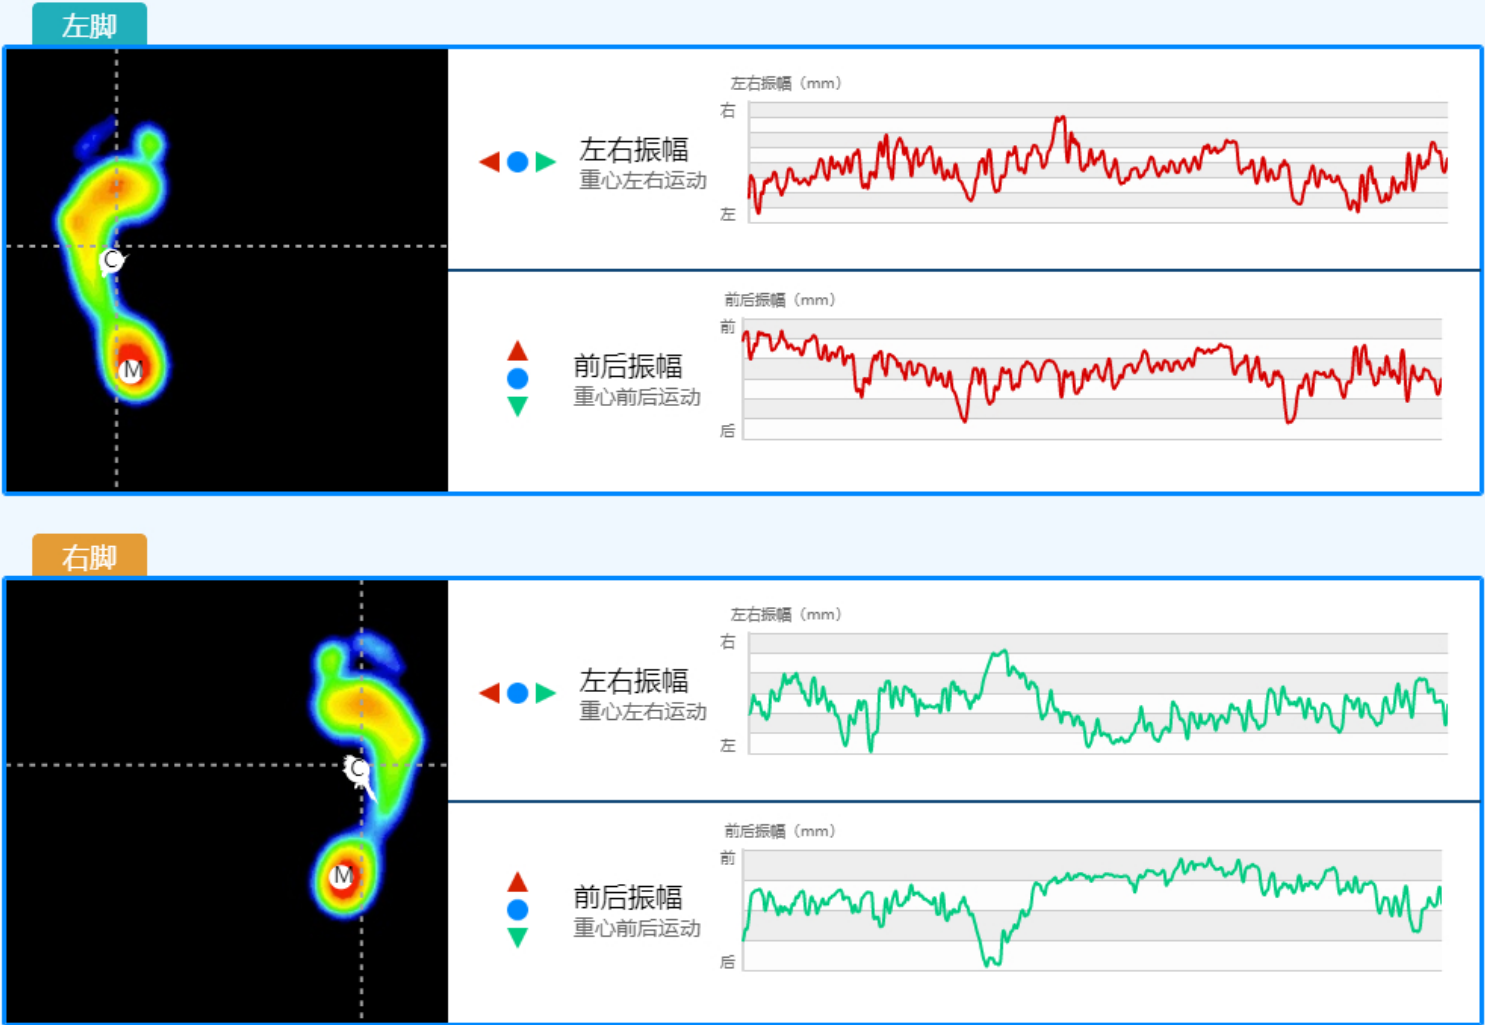 左脚
左右振幅（mm）
右
左右振幅
重心左右运动
左
C
M
前后振幅（mm）
前
前后振幅
重心前后运动
后
右脚
左右振幅（mm）
右
左右振幅
重心左右运动
左
C
M
前后振幅（mm）
前
前后振幅
重心前后运动
后